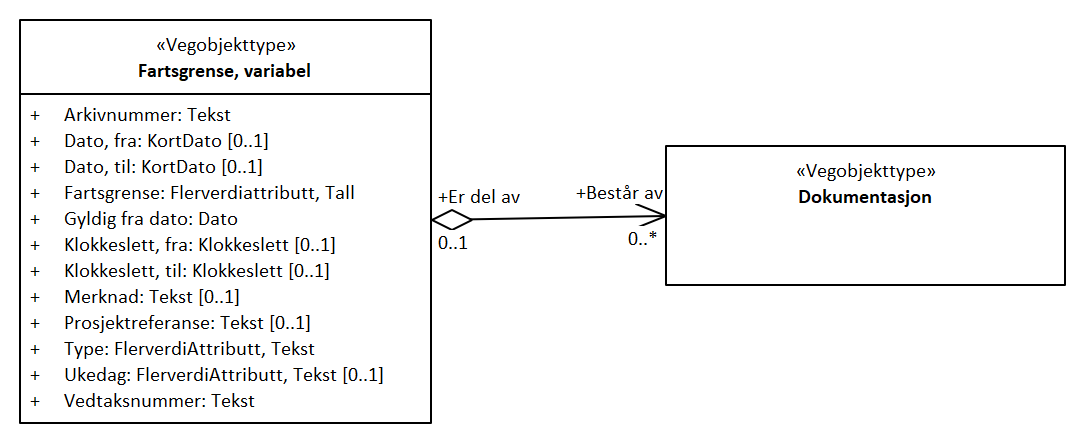 «Vegobjekttype»
Fartsgrense, variabel
+ Arkivnummer: Tekst
+ Dato, fra: KortDato [0..1]
+ Dato, til: KortDato [0..1]
+ Fartsgrense: Flerverdiattributt, Tall
+ Gyldig fra dato: Dato
+ Klokkeslett, fra: Klokkeslett [0..1]
+ Klokkeslett, til: Klokkeslett [0..1]
+ Merknad: Tekst [0..1]
+ Prosjektreferanse: Tekst [0..1]
+ Type: FlerverdiAttributt, Tekst
+ Ukedag: FlerverdiAttributt, Tekst [0..1]
+ Vedtaksnummer: Tekst
+Er del av
0..1
+Består av
0..*
«Vegobjekttype»
Dokumentasjon